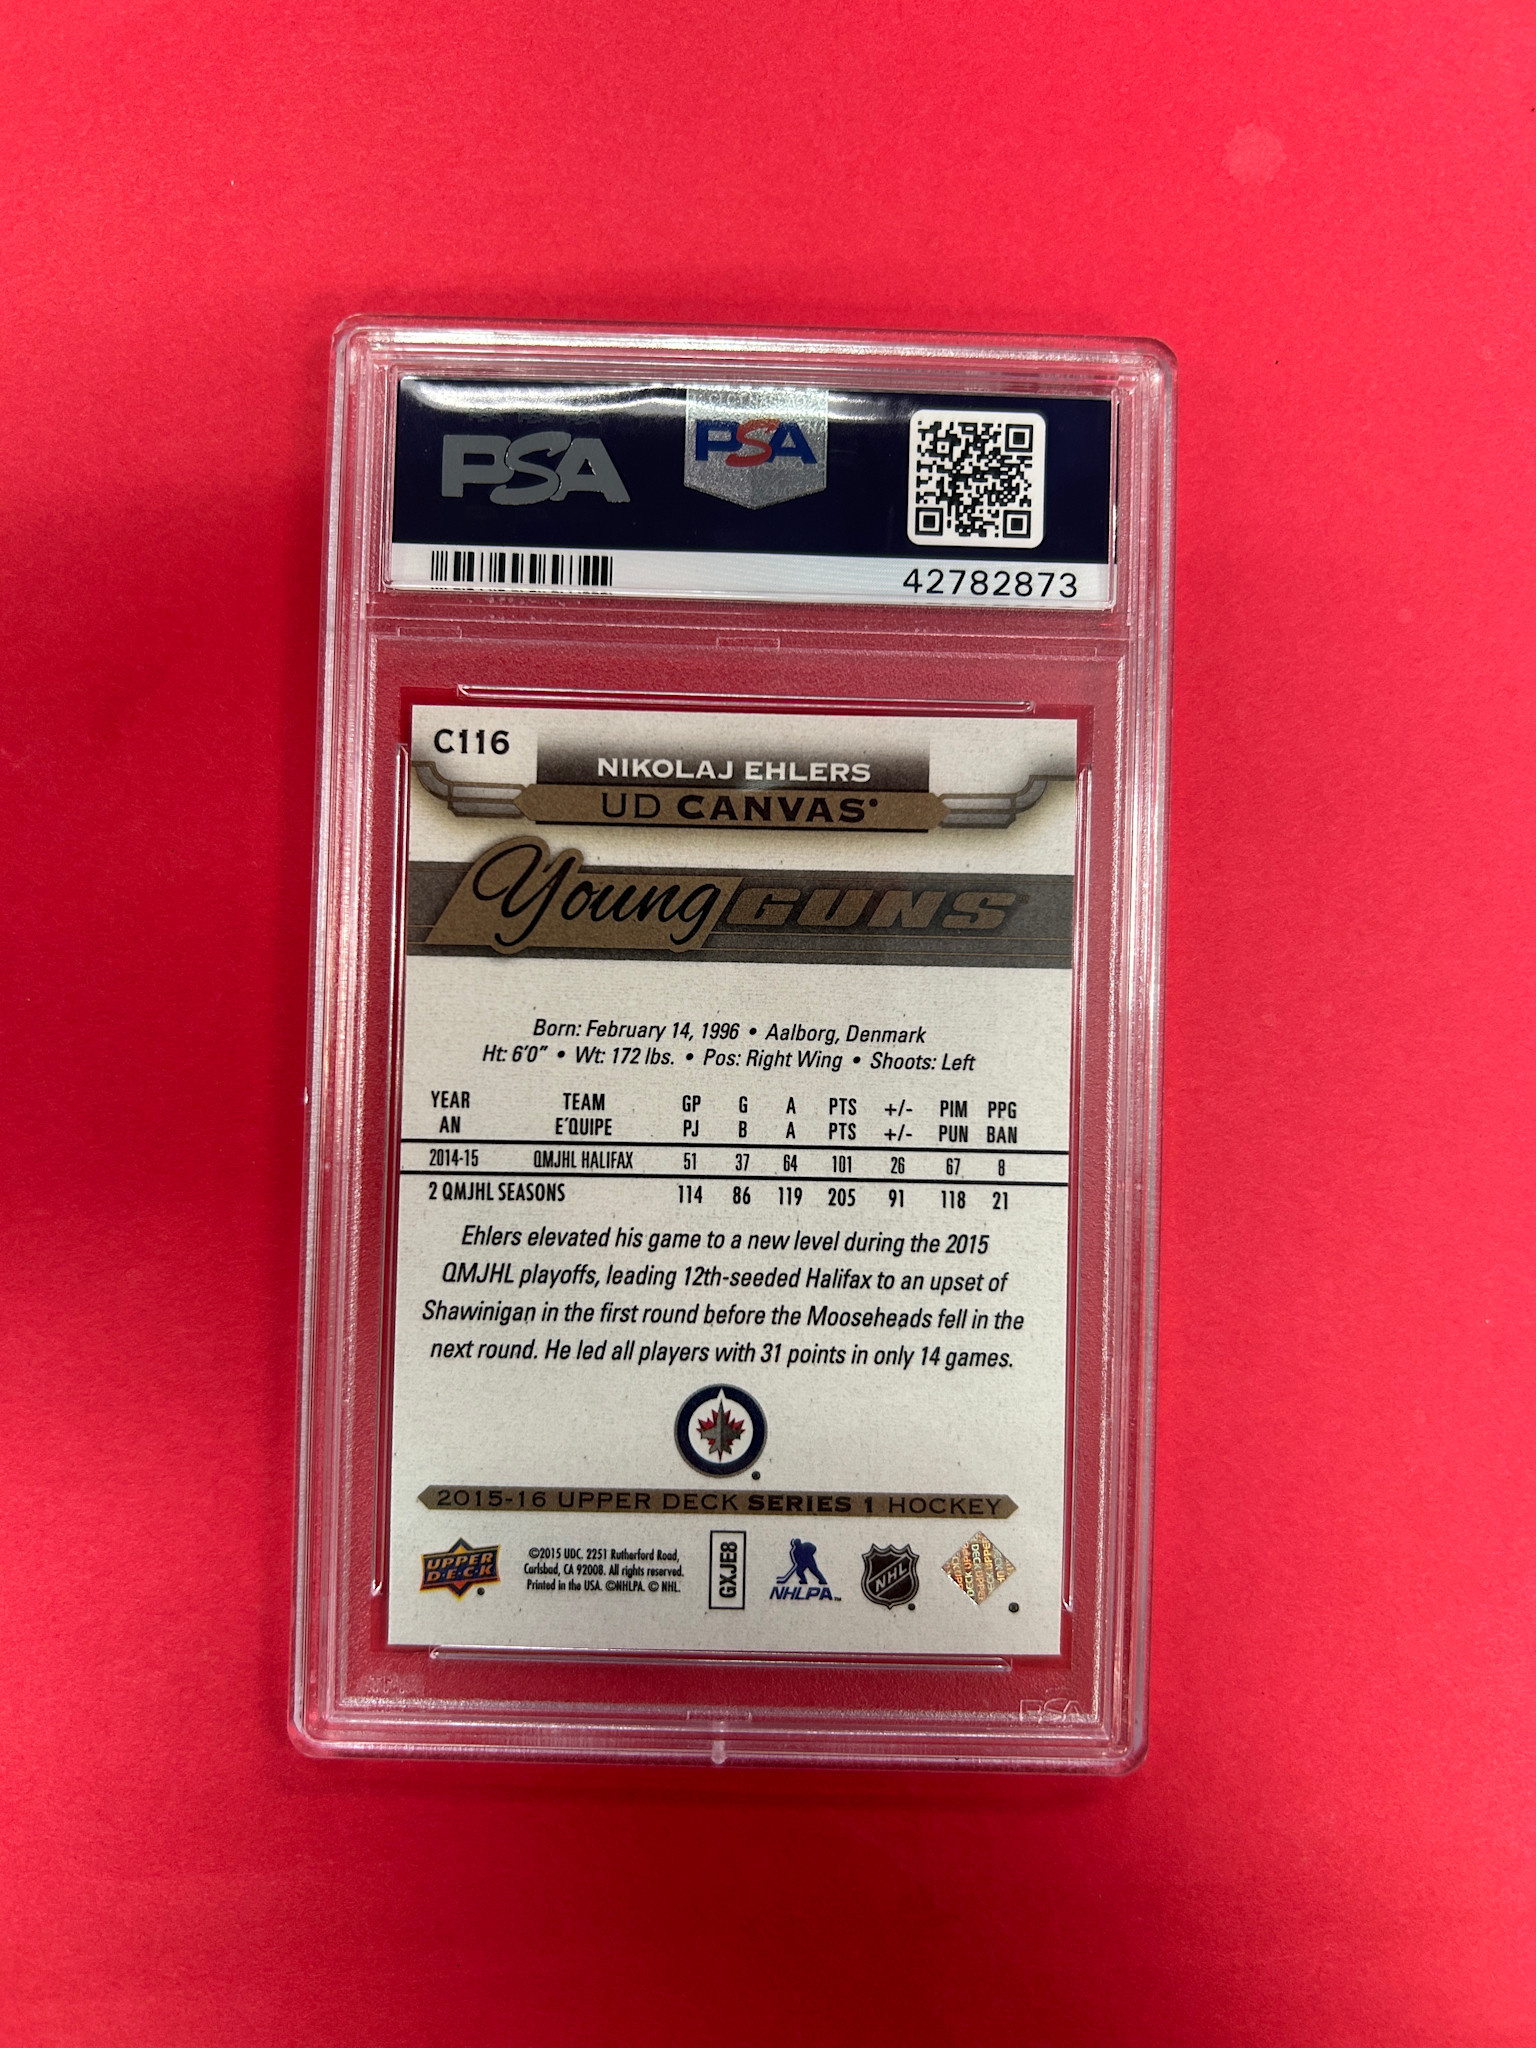 PSA
PSA
42782873
C116
NIKOLAJ EHLERS
UD CANVAS
Young GUNS
Born: February 14, 1996 • Aalborg, Denmark
Ht: 6'0" • Wt: 172 lbs. • Pos: Right Wing • Shoots: Left
YEAR TEAM GP G A PTS +/- PIM PPG
AN E'QUIPE PJ B A PTS +/- PUN BAN
2014-15 QMJHL HALIFAX 51 37 64 101 26 67 8
2 QMJHL SEASONS 114 86 119 205 91 118 21
Ehlers elevated his game to a new level during the 2015
QMJHL playoffs, leading 12th-seeded Halifax to an upset of
Shawinigan in the first round before the Mooseheads fell in the
next round. He led all players with 31 points in only 14 games.
2015-16 UPPER DECK SERIES 1 HOCKEY
UPPER
D·E·C·K
©2015 UDC. 2251 Rutherford Road,
Carlsbad, CA 92008. All rights reserved.
Printed in the USA. ©NHLPA. © NHL.
GXJE8
NHLPA™
NHL
PSA